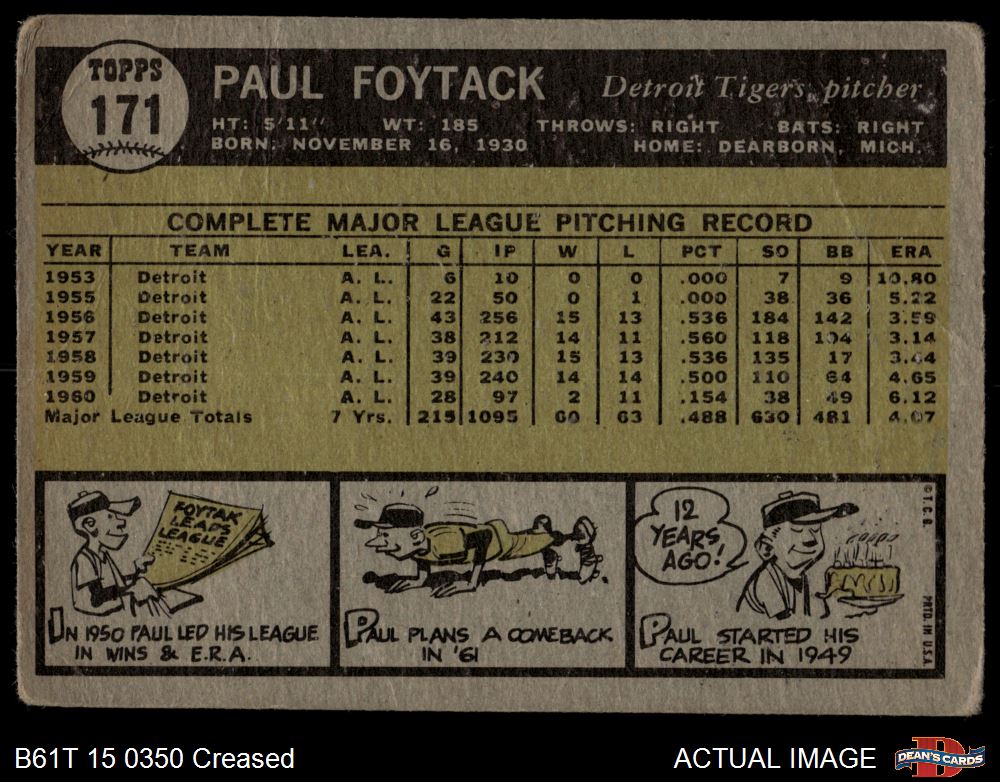 TOPPS
171
PAUL FOYTACK Detroit Tigers, pitcher
HT: 5'11" WT: 185 THROWS: RIGHT BATS: RIGHT
BORN: NOVEMBER 16, 1930 HOME: DEARBORN, MICH.
COMPLETE MAJOR LEAGUE PITCHING RECORD
YEAR TEAM LEA. G IP W L PCT SO BB ERA
1953 Detroit A. L. 6 10 0 0 .000 7 9 10.80
1955 Detroit A. L. 22 50 0 1 .000 38 36 5.22
1956 Detroit A. L. 43 256 15 13 .536 184 142 3.59
1957 Detroit A. L. 38 212 14 11 .560 118 104 3.14
1958 Detroit A. L. 39 230 15 13 .536 135 17 3.44
1959 Detroit A. L. 39 240 14 14 .500 110 64 4.65
1960 Detroit A. L. 28 97 2 11 .154 38 49 6.12
Major League Totals 7 Yrs. 215 1095 60 63 .488 630 481 4.07
FOYTAK
LEADS
LEAGUE
IN 1950 PAUL LED HIS LEAGUE
IN WINS & E.R.A.
PAUL PLANS A COMEBACK
IN '61
12
YEARS
AGO!
PAUL STARTED HIS
CAREER IN 1949
© T. C. G. PRTD. IN U.S.A.
B61T 15 0350 Creased
ACTUAL IMAGE
D
DEAN'S CARDS